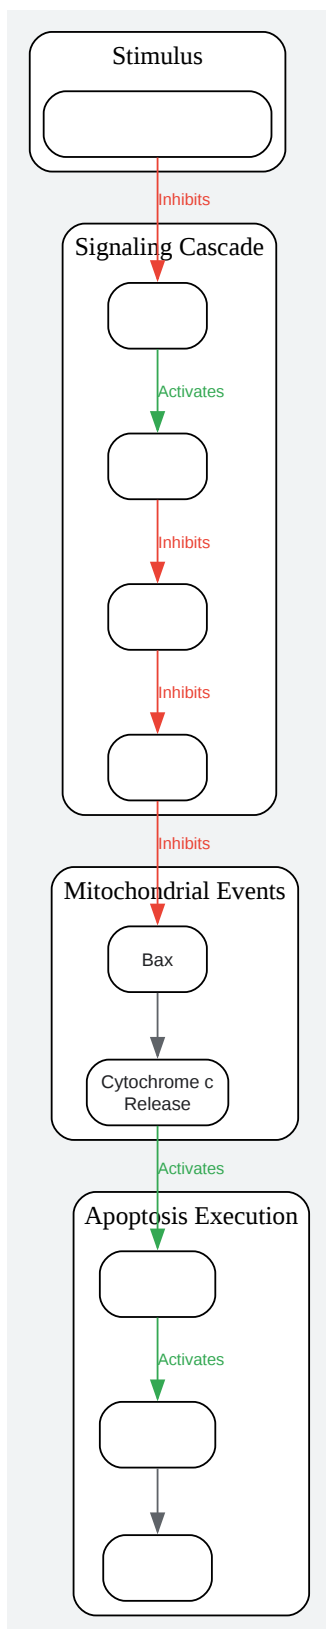 Stimulus
Inhibits
Signaling Cascade
Activates
Inhibits
Inhibits
Inhibits
Mitochondrial Events
Bax
Cytochrome c
Release
Activates
Apoptosis Execution
Activates